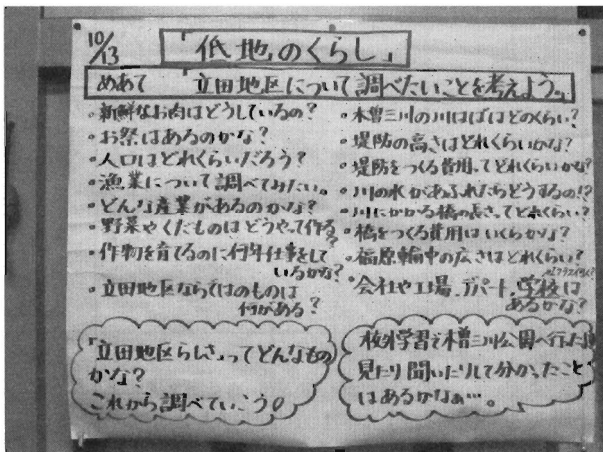 10/13 「低地のくらし」
めあて 「立田地区について調べたいことを考えよう。」
・新鮮なお肉はどうしているの?
・お祭はあるのかな?
・人口はどれくらいだろう?
・漁業について調べてみたい。
・どんな産業があるのかな?
・野菜やくだものはどうやって作る?
・作物を育てるのに何年仕事をして
いるかな?
・立田地区ならではのものは
何がある?
・木曽三川の川はばはどのくらい?
・堤防の高さはどれくらいかな?
・堤防をつくる費用ってどれくらいかな?
・川の水があふれたらどうするの!?
・川にかかる橋の長さってどれくらい?
・橋をつくる費用はいくらかな?
・福原輪中の広さはどれくらい?
・会社や工場、デパート、学校は
あるかな?
「立田地区らしさ」ってどんなもの
かな?
これから調べていこう!
校外学習で木曽三川公園へ行った時
見たり聞いたりして分かったこと
はあるかなぁ…。